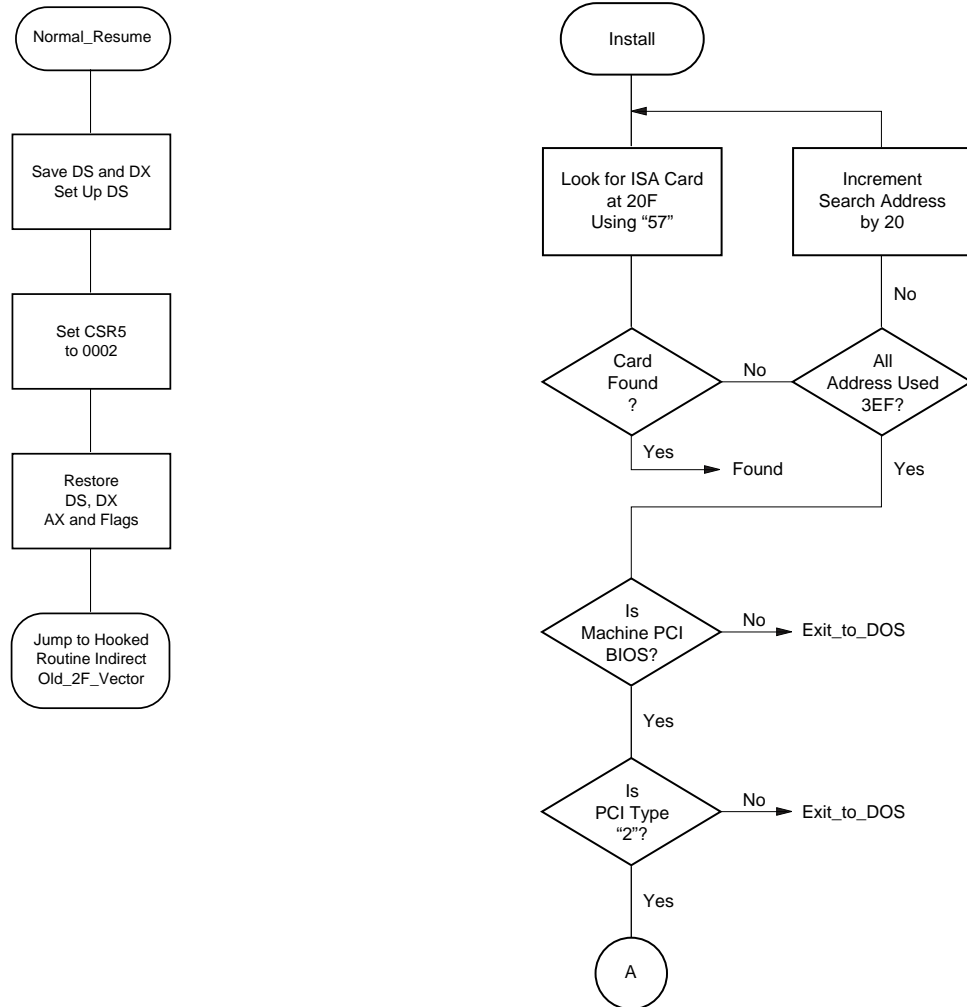 Normal_Resume
Save DS and DX
Set Up DS
Set CSR5
to 0002
Restore
DS, DX
AX and Flags
Jump to Hooked
Routine Indirect
Old_2F_Vector
Install
Look for ISA Card
at 20F
Using “57”
Increment
Search Address
by 20
No
Card
Found
?
No
All
Address Used
3EF?
Yes
Found
Yes
Is
Machine PCI
BIOS?
No
Exit_to_DOS
Yes
Is
PCI Type
“2”?
No
Exit_to_DOS
Yes
A